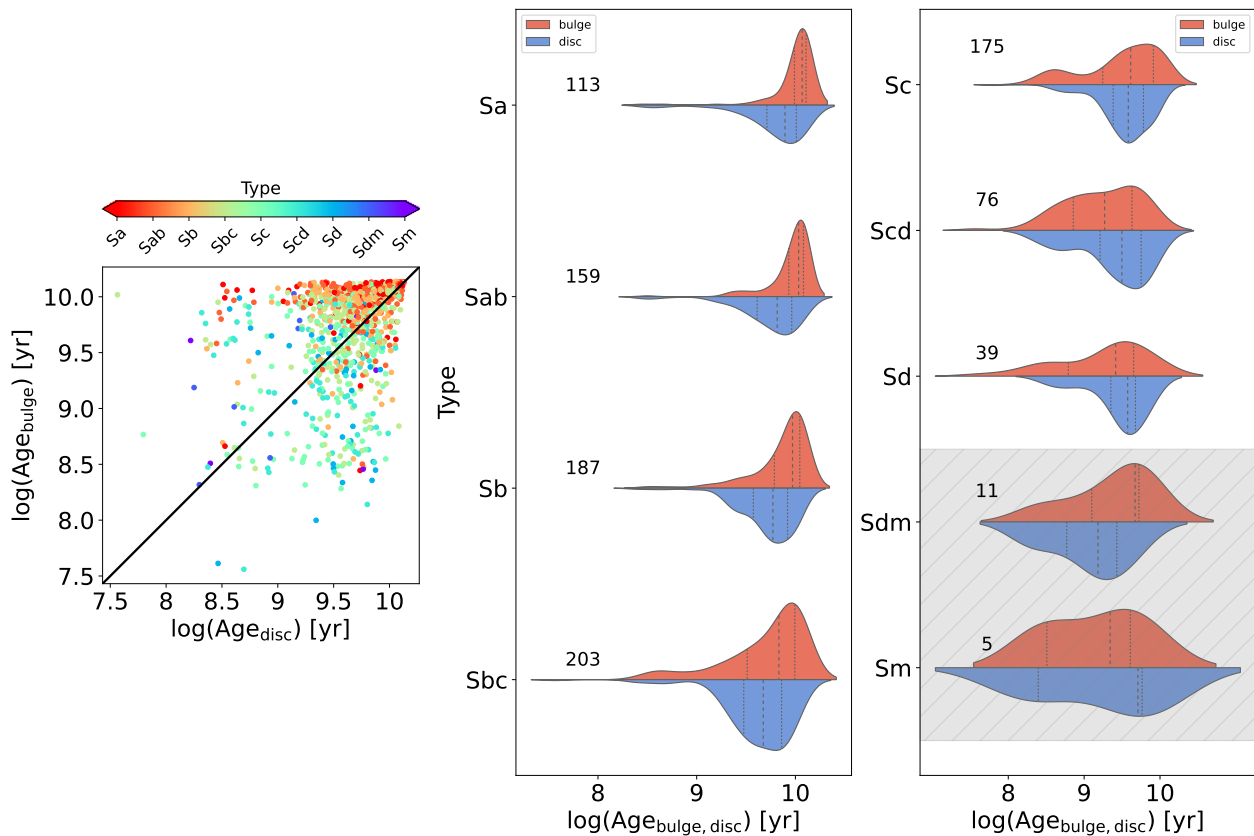 Type
Sa Sab Sb Sbc Sc Scd Sd Sdm Sm
10.0
9.5
9.0
8.5
8.0
7.5
log(Age_bulge) [yr]
7.5 8 8.5 9 9.5 10
log(Age_disc) [yr]
bulge
disc
113
Sa
159
Sab
187
Sb
203
Sbc
Type
8 9 10
log(Age_bulge, disc) [yr]
bulge
disc
175
Sc
76
Scd
39
Sd
11
Sdm
5
Sm
8 9 10
log(Age_bulge, disc) [yr]